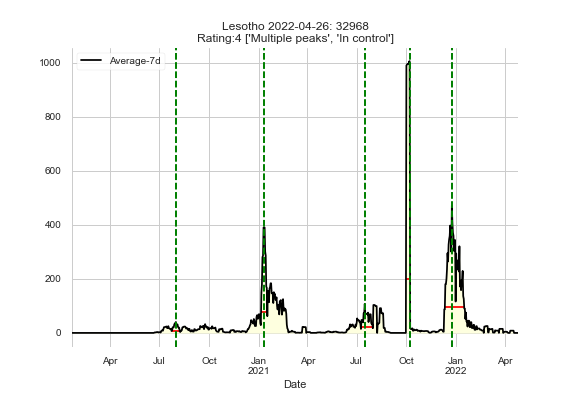 Lesotho 2022-04-26: 32968
Rating:4 ['Multiple peaks', 'In control']
Average-7d
1000
800
600
400
200
0
Apr Jul Oct Jan Apr Jul Oct Jan Apr
2021 2022
Date